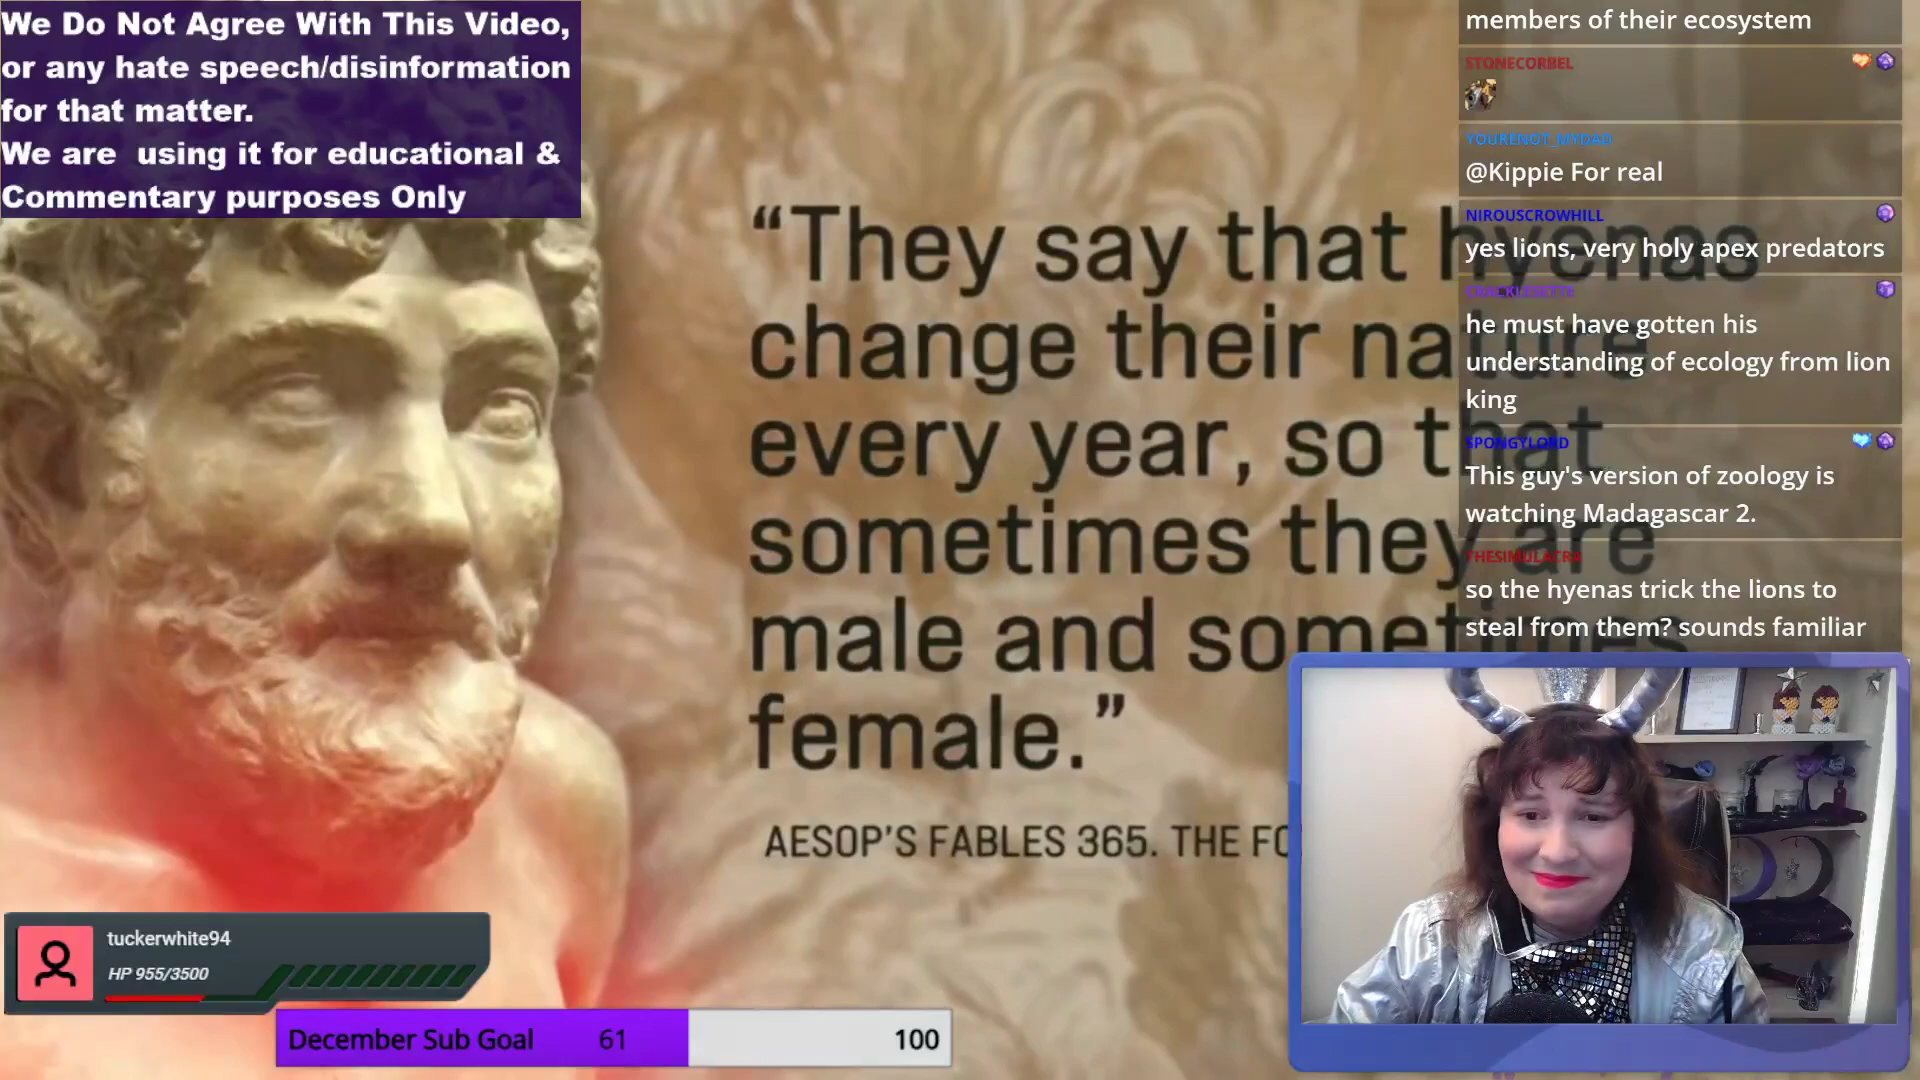 We Do Not Agree With This Video,
or any hate speech/disinformation
for that matter.
We are using it for educational &
Commentary purposes Only
“They say that hyenas
change their nature
every year, so that
sometimes they are
male and sometimes
female.”
AESOP'S FABLES 365. THE FO
members of their ecosystem
STONECORBEL
YOURENOT_MYDAD
@Kippie For real
NIROUSCROWHILL
yes lions, very holy apex predators
CRACKLESETTE
he must have gotten his
understanding of ecology from lion
king
SPONGYLORD
This guy's version of zoology is
watching Madagascar 2.
THESIMULACRA
so the hyenas trick the lions to
steal from them? sounds familiar
tuckerwhite94
HP 955/3500
December Sub Goal 61 100